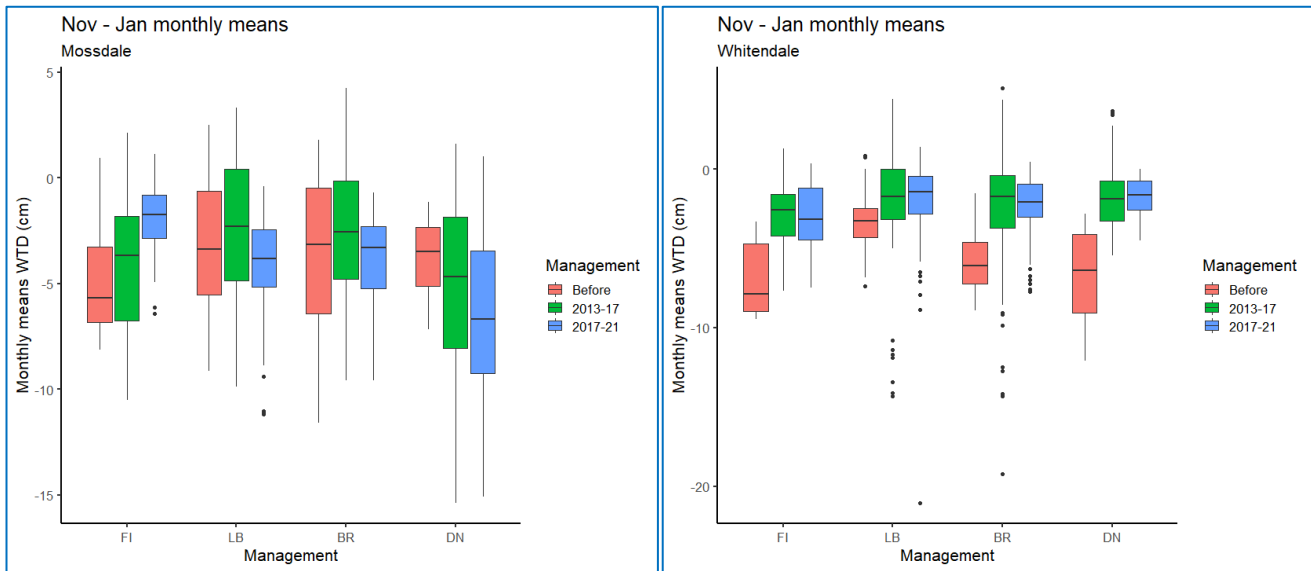 Nov - Jan monthly means
Mossdale
Monthly means WTD (cm)
5
0
-5
-10
-15
FI LB BR DN
Management
Management
Before
2013-17
2017-21
Nov - Jan monthly means
Whitendale
Monthly means WTD (cm)
0
-10
-20
FI LB BR DN
Management
Management
Before
2013-17
2017-21